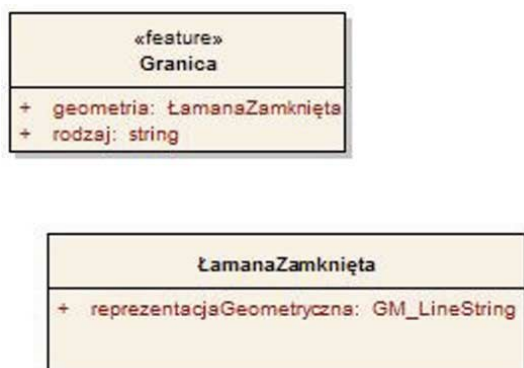 «feature»
Granica
+ geometria: ŁamanaZamknięta
+ rodzaj: string
ŁamanaZamknięta
+ reprezentacjaGeometryczna: GM_LineString